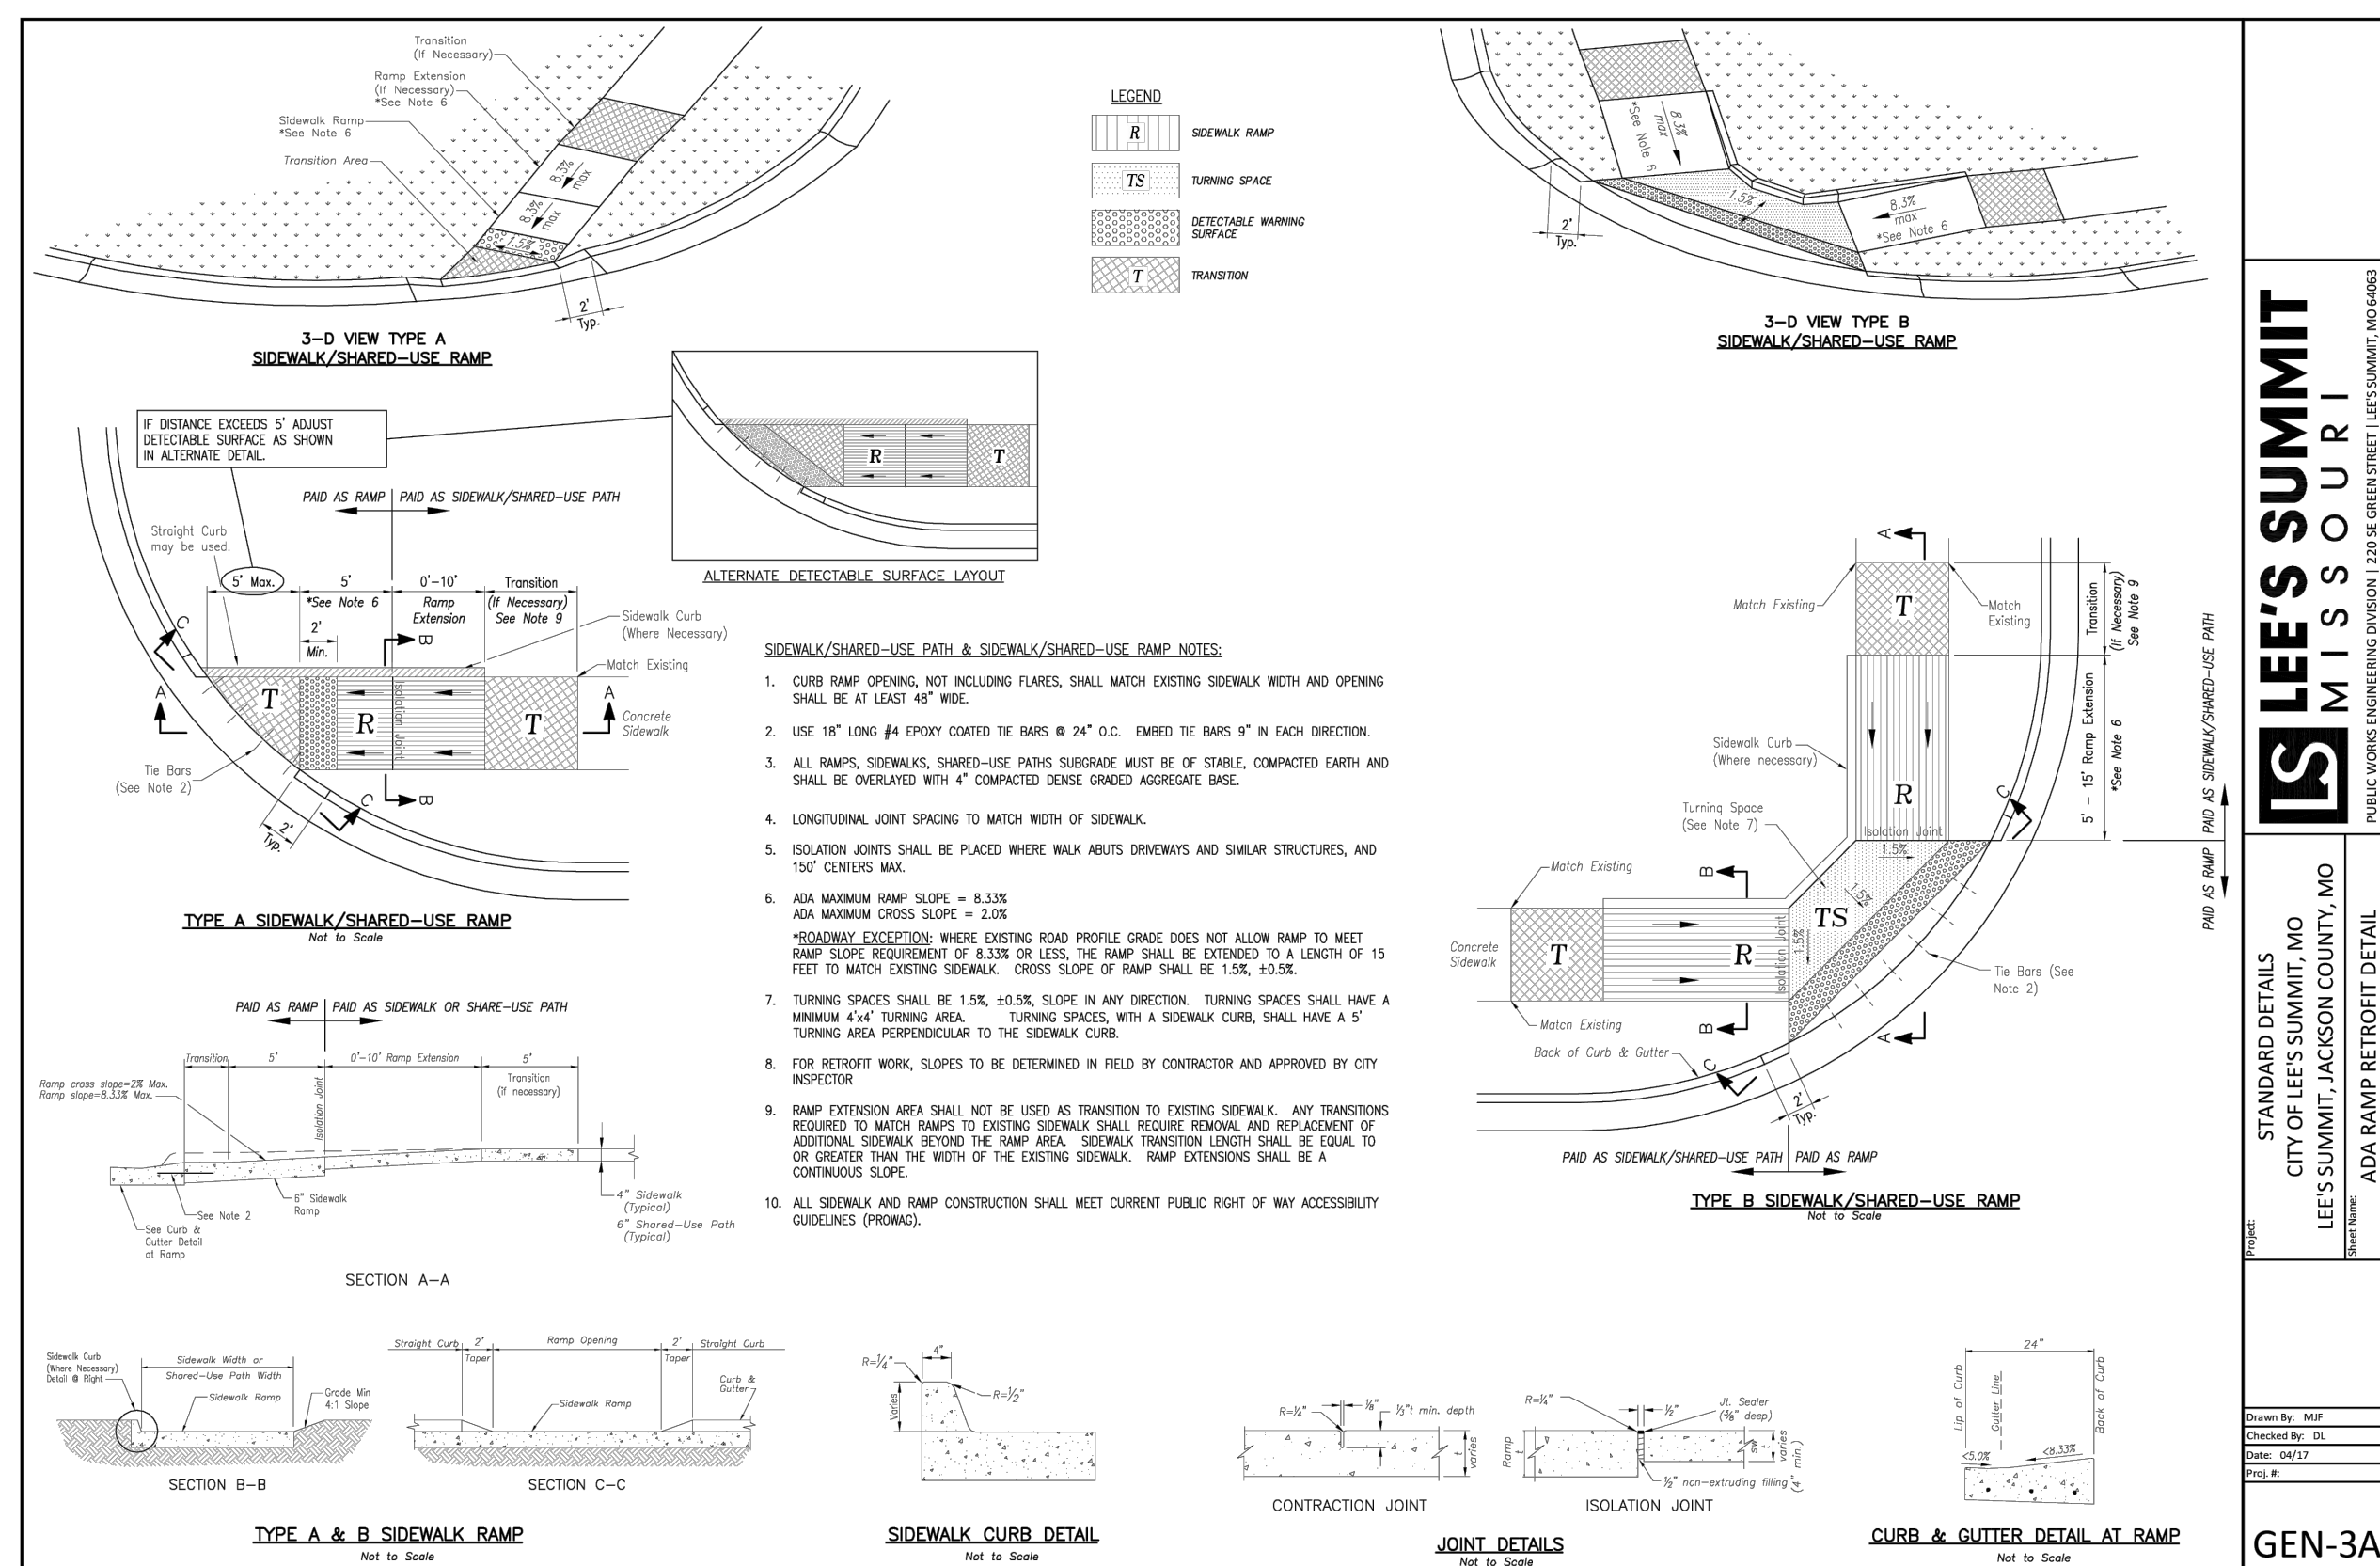 Transition
(If Necessary)
Ramp Extension
(If Necessary)
*See Note 6
Sidewalk Ramp
*See Note 6
Transition Area
8.3%
max
8.3%
max
1.5%
2'
Typ.
3-D VIEW TYPE A
SIDEWALK/SHARED-USE RAMP
LEGEND
R
SIDEWALK RAMP
TS
TURNING SPACE
DETECTABLE WARNING
SURFACE
T
TRANSITION
8.3%
max
*See Note 6
1.5%
8.3%
max
*See Note 6
2'
Typ.
3-D VIEW TYPE B
SIDEWALK/SHARED-USE RAMP
IF DISTANCE EXCEEDS 5' ADJUST
DETECTABLE SURFACE AS SHOWN
IN ALTERNATE DETAIL.
R
T
ALTERNATE DETECTABLE SURFACE LAYOUT
PAID AS RAMP
PAID AS SIDEWALK/SHARED-USE PATH
Straight Curb
may be used.
5' Max.
5'
*See Note 6
0'-10'
Ramp
Extension
Transition
(If Necessary)
See Note 9
2'
Min.
Sidewalk Curb
(Where Necessary)
Match Existing
Concrete
Sidewalk
C
A
B
T
R
Isolation Joint
T
A
B
C
Tie Bars
(See Note 2)
2'
Typ.
TYPE A SIDEWALK/SHARED-USE RAMP
Not to Scale
PAID AS RAMP
PAID AS SIDEWALK OR SHARE-USE PATH
Transition
5'
0'-10' Ramp Extension
5'
Transition
(if necessary)
Ramp cross slope=2% Max.
Ramp slope=8.33% Max.
Isolation Joint
6" Sidewalk
Ramp
See Note 2
See Curb &
Gutter Detail
at Ramp
4" Sidewalk
(Typical)
6" Shared-Use Path
(Typical)
SECTION A-A
SIDEWALK/SHARED-USE PATH & SIDEWALK/SHARED-USE RAMP NOTES:
1. CURB RAMP OPENING, NOT INCLUDING FLARES, SHALL MATCH EXISTING SIDEWALK WIDTH AND OPENING
SHALL BE AT LEAST 48" WIDE.
2. USE 18" LONG #4 EPOXY COATED TIE BARS @ 24" O.C. EMBED TIE BARS 9" IN EACH DIRECTION.
3. ALL RAMPS, SIDEWALKS, SHARED-USE PATHS SUBGRADE MUST BE OF STABLE, COMPACTED EARTH AND
SHALL BE OVERLAYED WITH 4" COMPACTED DENSE GRADED AGGREGATE BASE.
4. LONGITUDINAL JOINT SPACING TO MATCH WIDTH OF SIDEWALK.
5. ISOLATION JOINTS SHALL BE PLACED WHERE WALK ABUTS DRIVEWAYS AND SIMILAR STRUCTURES, AND
150' CENTERS MAX.
6. ADA MAXIMUM RAMP SLOPE = 8.33%
ADA MAXIMUM CROSS SLOPE = 2.0%
*ROADWAY EXCEPTION: WHERE EXISTING ROAD PROFILE GRADE DOES NOT ALLOW RAMP TO MEET
RAMP SLOPE REQUIREMENT OF 8.33% OR LESS, THE RAMP SHALL BE EXTENDED TO A LENGTH OF 15
FEET TO MATCH EXISTING SIDEWALK. CROSS SLOPE OF RAMP SHALL BE 1.5%, ±0.5%.
7. TURNING SPACES SHALL BE 1.5%, ±0.5%, SLOPE IN ANY DIRECTION. TURNING SPACES SHALL HAVE A
MINIMUM 4'x4' TURNING AREA. TURNING SPACES, WITH A SIDEWALK CURB, SHALL HAVE A 5'
TURNING AREA PERPENDICULAR TO THE SIDEWALK CURB.
8. FOR RETROFIT WORK, SLOPES TO BE DETERMINED IN FIELD BY CONTRACTOR AND APPROVED BY CITY
INSPECTOR
9. RAMP EXTENSION AREA SHALL NOT BE USED AS TRANSITION TO EXISTING SIDEWALK. ANY TRANSITIONS
REQUIRED TO MATCH RAMPS TO EXISTING SIDEWALK SHALL REQUIRE REMOVAL AND REPLACEMENT OF
ADDITIONAL SIDEWALK BEYOND THE RAMP AREA. SIDEWALK TRANSITION LENGTH SHALL BE EQUAL TO
OR GREATER THAN THE WIDTH OF THE EXISTING SIDEWALK. RAMP EXTENSIONS SHALL BE A
CONTINUOUS SLOPE.
10. ALL SIDEWALK AND RAMP CONSTRUCTION SHALL MEET CURRENT PUBLIC RIGHT OF WAY ACCESSIBILITY
GUIDELINES (PROWAG).
A
Match Existing
T
Match
Existing
Transition
(If Necessary)
See Note 9
5' - 15' Ramp Extension
*See Note 6
PAID AS RAMP
PAID AS SIDEWALK/SHARED-USE PATH
Sidewalk Curb
(Where necessary)
R
C
Turning Space
(See Note 7)
Isolation Joint
1.5%
1.5%
TS
1.5%
Match Existing
B
Concrete
Sidewalk
T
R
Isolation Joint
Tie Bars (See
Note 2)
Match Existing
B
Back of Curb & Gutter
A
C
2'
Typ.
PAID AS SIDEWALK/SHARED-USE PATH
PAID AS RAMP
TYPE B SIDEWALK/SHARED-USE RAMP
Not to Scale
Sidewalk Curb
(Where Necessary)
Detail @ Right
Sidewalk Width or
Shared-Use Path Width
Sidewalk Ramp
Grade Min
4:1 Slope
SECTION B-B
Straight Curb
2'
Taper
Ramp Opening
2'
Taper
Straight Curb
Curb &
Gutter
Sidewalk Ramp
SECTION C-C
TYPE A & B SIDEWALK RAMP
Not to Scale
4"
R=1/4"
R=1/2"
Varies
SIDEWALK CURB DETAIL
Not to Scale
R=1/4"
1/8"
1/3"t min. depth
t
varies
CONTRACTION JOINT
R=1/4"
1/2"
Jt. Sealer
(3/8" deep)
Ramp
t
sw
t
varies
(4" min.)
1/2" non-extruding filling
ISOLATION JOINT
JOINT DETAILS
Not to Scale
24"
Lip of Curb
Gutter Line
Back of Curb
<5.0%
<8.33%
CURB & GUTTER DETAIL AT RAMP
Not to Scale
LS
LEE'S SUMMIT
MISSOURI
PUBLIC WORKS ENGINEERING DIVISION | 220 SE GREEN STREET | LEE'S SUMMIT, MO 64063
Project:
STANDARD DETAILS
CITY OF LEE'S SUMMIT, MO
LEE'S SUMMIT, JACKSON COUNTY, MO
Sheet Name:
ADA RAMP RETROFIT DETAIL
Drawn By: MJF
Checked By: DL
Date: 04/17
Proj. #:
GEN-3A